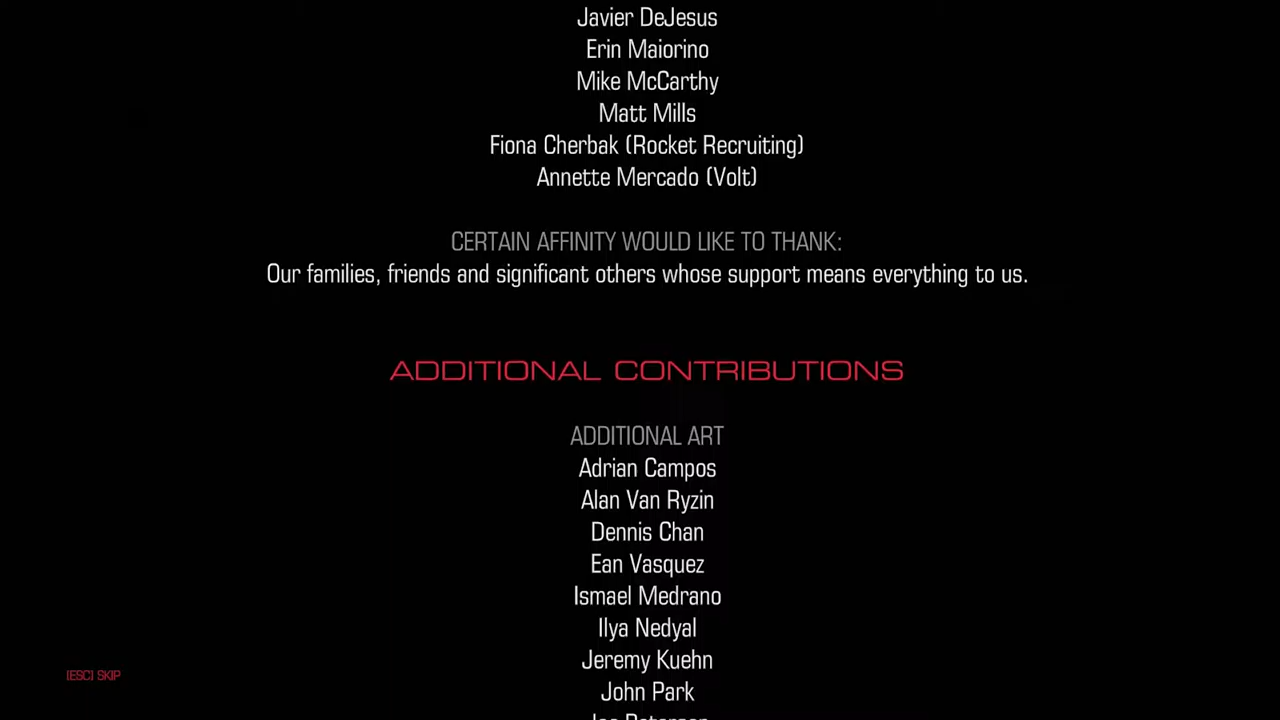 Javier DeJesus
Erin Maiorino
Mike McCarthy
Matt Mills
Fiona Cherbak (Rocket Recruiting)
Annette Mercado (Volt)
CERTAIN AFFINITY WOULD LIKE TO THANK:
Our families, friends and significant others whose support means everything to us.
ADDITIONAL CONTRIBUTIONS
ADDITIONAL ART
Adrian Campos
Alan Van Ryzin
Dennis Chan
Ean Vasquez
Ismael Medrano
Ilya Nedyal
Jeremy Kuehn
John Park
[ESC] SKIP